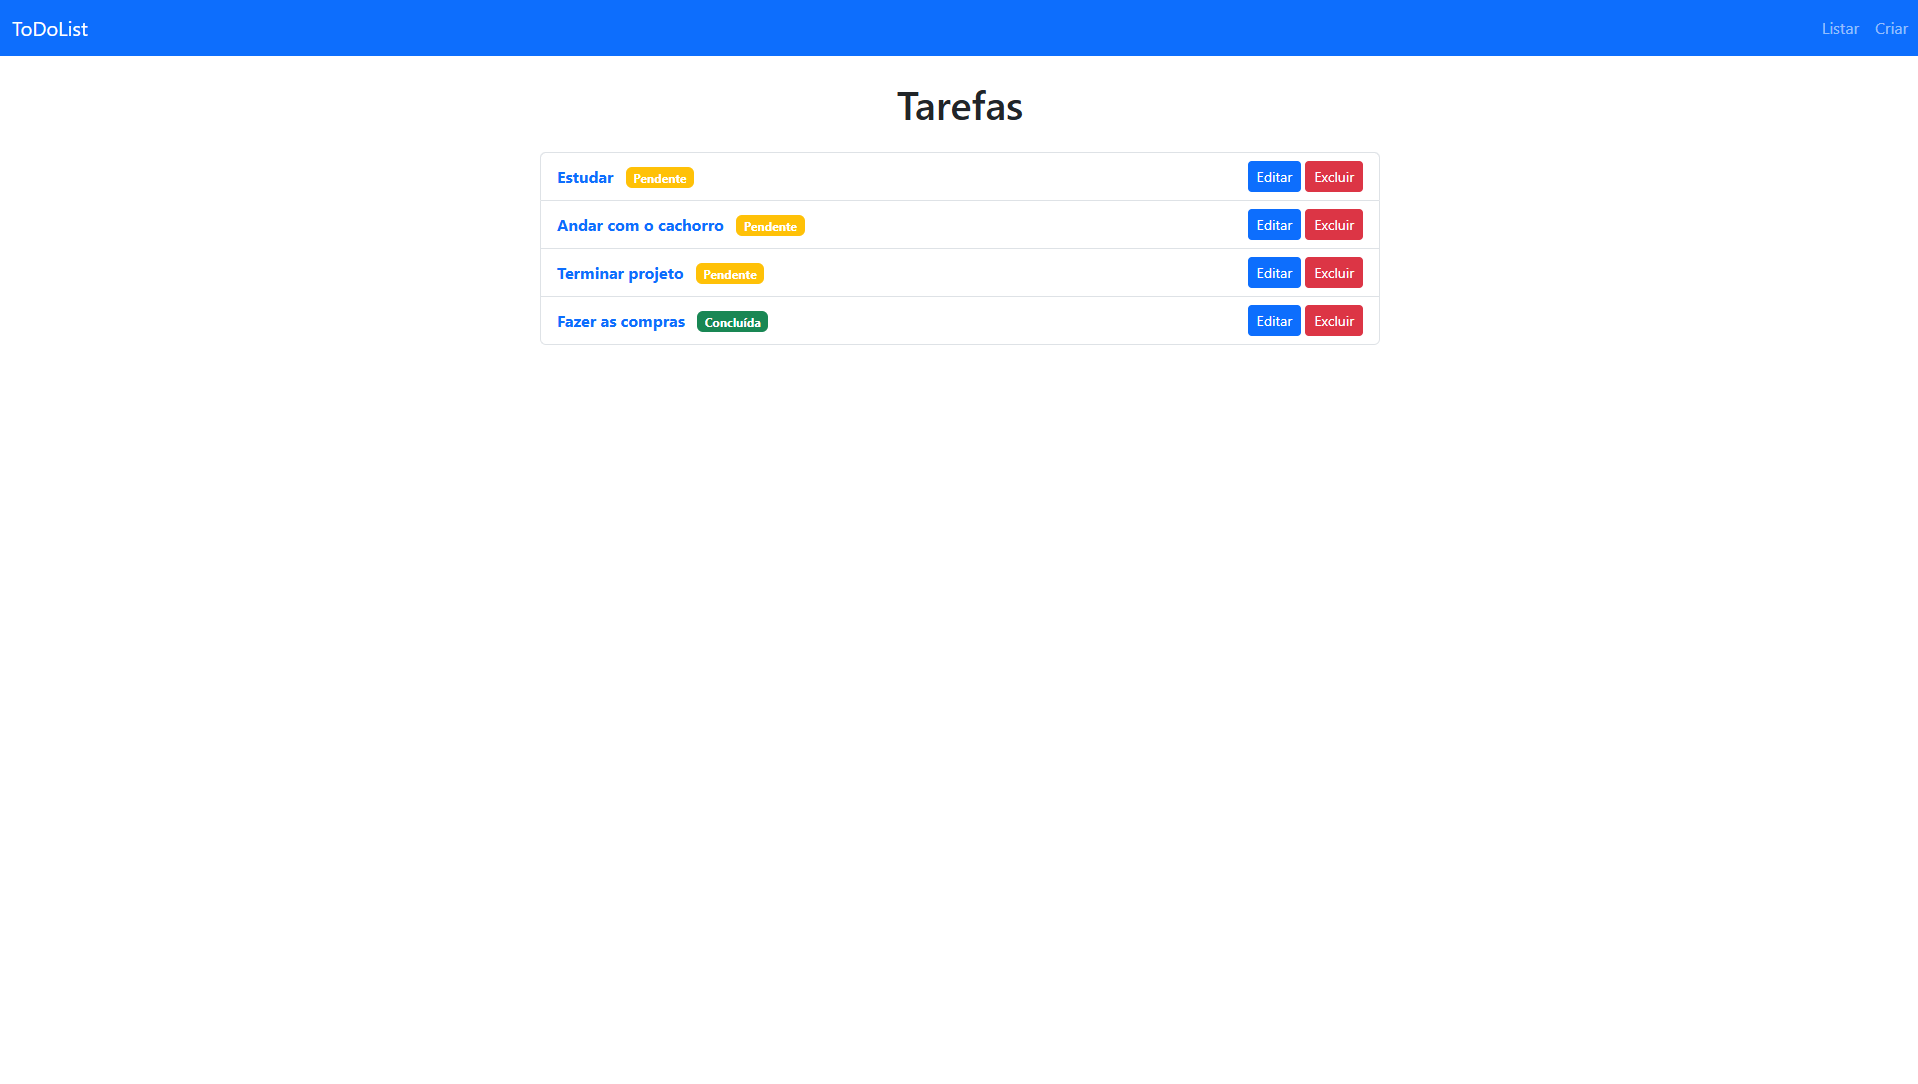 ToDoList Listar Criar
Tarefas
Estudar Pendente Editar Excluir
Andar com o cachorro Pendente Editar Excluir
Terminar projeto Pendente Editar Excluir
Fazer as compras Concluída Editar Excluir